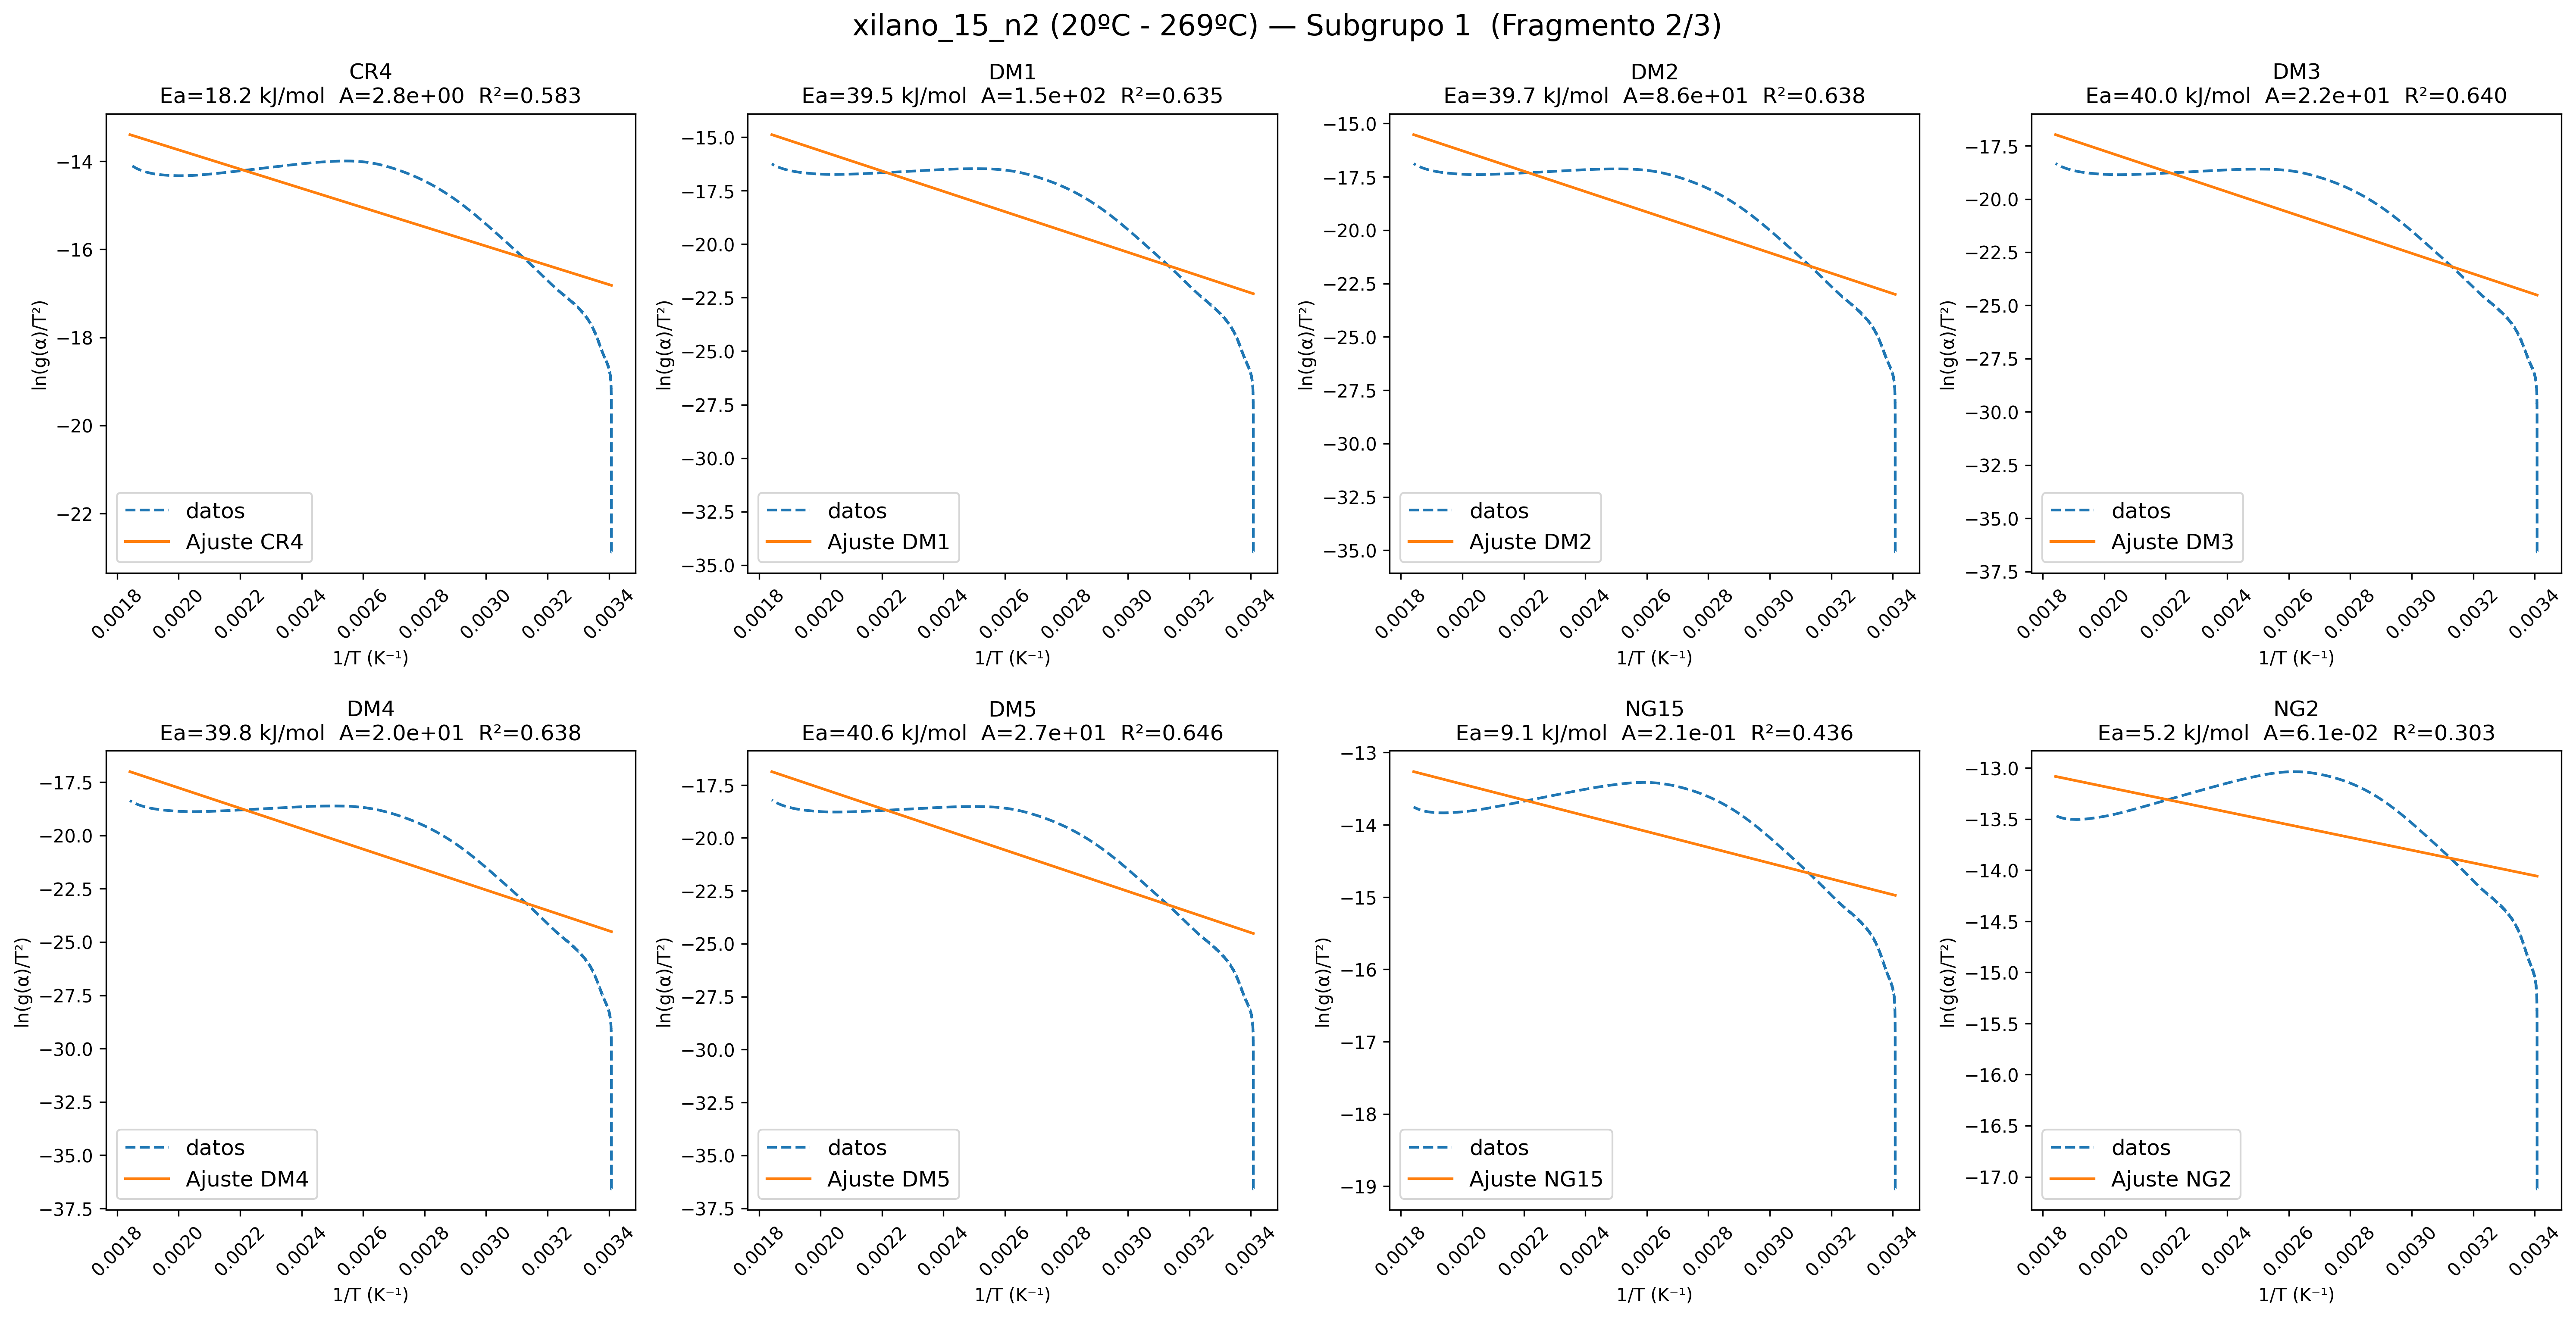 xilano_15_n2 (20ºC - 269ºC) — Subgrupo 1  (Fragmento 2/3)
CR4
Ea=18.2 kJ/mol  A=2.8e+00  R²=0.583
ln(g(α)/T²)
−14
−16
−18
−20
−22
datos
Ajuste CR4
0.0018
0.0020
0.0022
0.0024
0.0026
0.0028
0.0030
0.0032
0.0034
1/T (K⁻¹)
DM1
Ea=39.5 kJ/mol  A=1.5e+02  R²=0.635
ln(g(α)/T²)
−15.0
−17.5
−20.0
−22.5
−25.0
−27.5
−30.0
−32.5
−35.0
datos
Ajuste DM1
0.0018
0.0020
0.0022
0.0024
0.0026
0.0028
0.0030
0.0032
0.0034
1/T (K⁻¹)
DM2
Ea=39.7 kJ/mol  A=8.6e+01  R²=0.638
ln(g(α)/T²)
−15.0
−17.5
−20.0
−22.5
−25.0
−27.5
−30.0
−32.5
−35.0
datos
Ajuste DM2
0.0018
0.0020
0.0022
0.0024
0.0026
0.0028
0.0030
0.0032
0.0034
1/T (K⁻¹)
DM3
Ea=40.0 kJ/mol  A=2.2e+01  R²=0.640
ln(g(α)/T²)
−17.5
−20.0
−22.5
−25.0
−27.5
−30.0
−32.5
−35.0
−37.5
datos
Ajuste DM3
0.0018
0.0020
0.0022
0.0024
0.0026
0.0028
0.0030
0.0032
0.0034
1/T (K⁻¹)
DM4
Ea=39.8 kJ/mol  A=2.0e+01  R²=0.638
ln(g(α)/T²)
−17.5
−20.0
−22.5
−25.0
−27.5
−30.0
−32.5
−35.0
−37.5
datos
Ajuste DM4
0.0018
0.0020
0.0022
0.0024
0.0026
0.0028
0.0030
0.0032
0.0034
1/T (K⁻¹)
DM5
Ea=40.6 kJ/mol  A=2.7e+01  R²=0.646
ln(g(α)/T²)
−17.5
−20.0
−22.5
−25.0
−27.5
−30.0
−32.5
−35.0
−37.5
datos
Ajuste DM5
0.0018
0.0020
0.0022
0.0024
0.0026
0.0028
0.0030
0.0032
0.0034
1/T (K⁻¹)
NG15
Ea=9.1 kJ/mol  A=2.1e-01  R²=0.436
ln(g(α)/T²)
−13
−14
−15
−16
−17
−18
−19
datos
Ajuste NG15
0.0018
0.0020
0.0022
0.0024
0.0026
0.0028
0.0030
0.0032
0.0034
1/T (K⁻¹)
NG2
Ea=5.2 kJ/mol  A=6.1e-02  R²=0.303
ln(g(α)/T²)
−13.0
−13.5
−14.0
−14.5
−15.0
−15.5
−16.0
−16.5
−17.0
datos
Ajuste NG2
0.0018
0.0020
0.0022
0.0024
0.0026
0.0028
0.0030
0.0032
0.0034
1/T (K⁻¹)